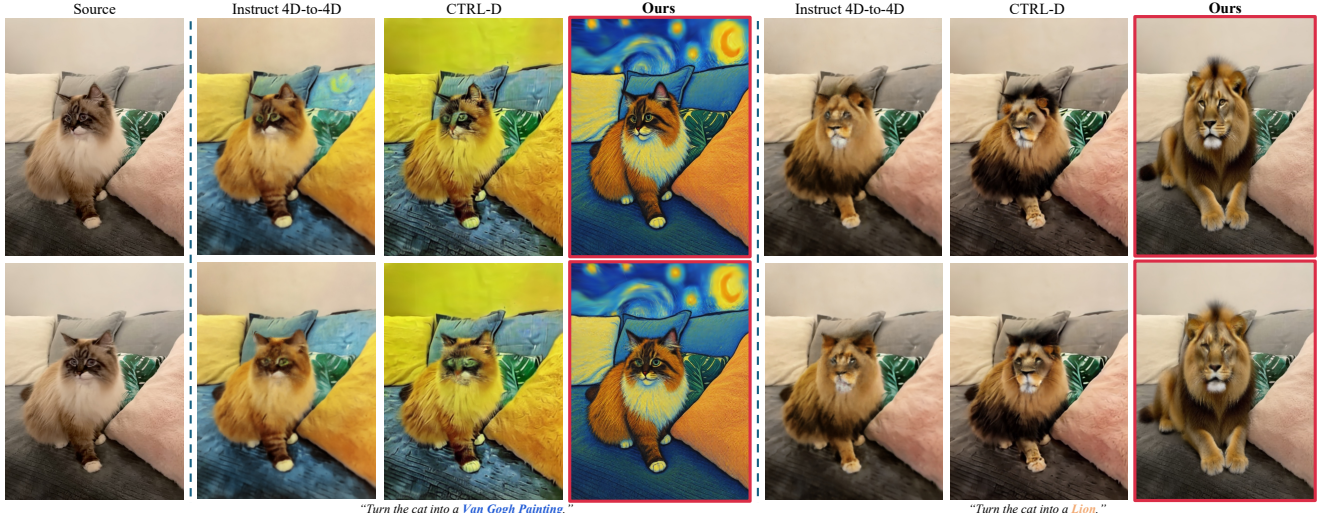 Source Instruct 4D-to-4D CTRL-D Ours Instruct 4D-to-4D CTRL-D Ours
"Turn the cat into a Van Gogh Painting." "Turn the cat into a Lion."